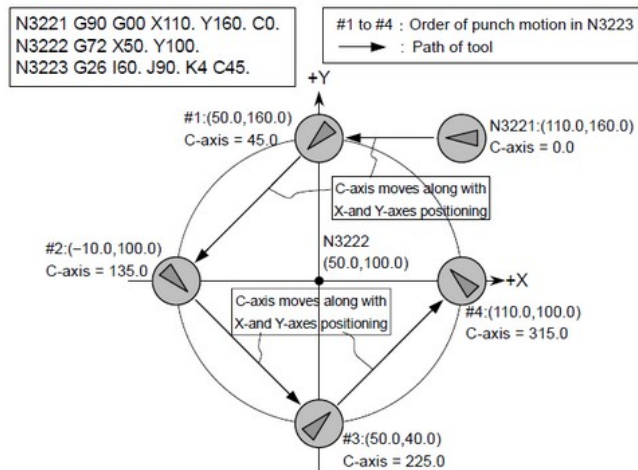 N3221 G90 G00 X110. Y160. C0.
N3222 G72 X50. Y100.
N3223 G26 I60. J90. K4 C45.
#1 to #4 : Order of punch motion in N3223
: Path of tool
+Y
#1:(50.0,160.0)
C-axis = 45.0
N3221:(110.0,160.0)
C-axis = 0.0
C-axis moves along with
X-and Y-axes positioning
#2:(–10.0,100.0)
C-axis = 135.0
N3222
(50.0,100.0)
+X
C-axis moves along with
X-and Y-axes positioning
#4:(110.0,100.0)
C-axis = 315.0
#3:(50.0,40.0)
C-axis = 225.0